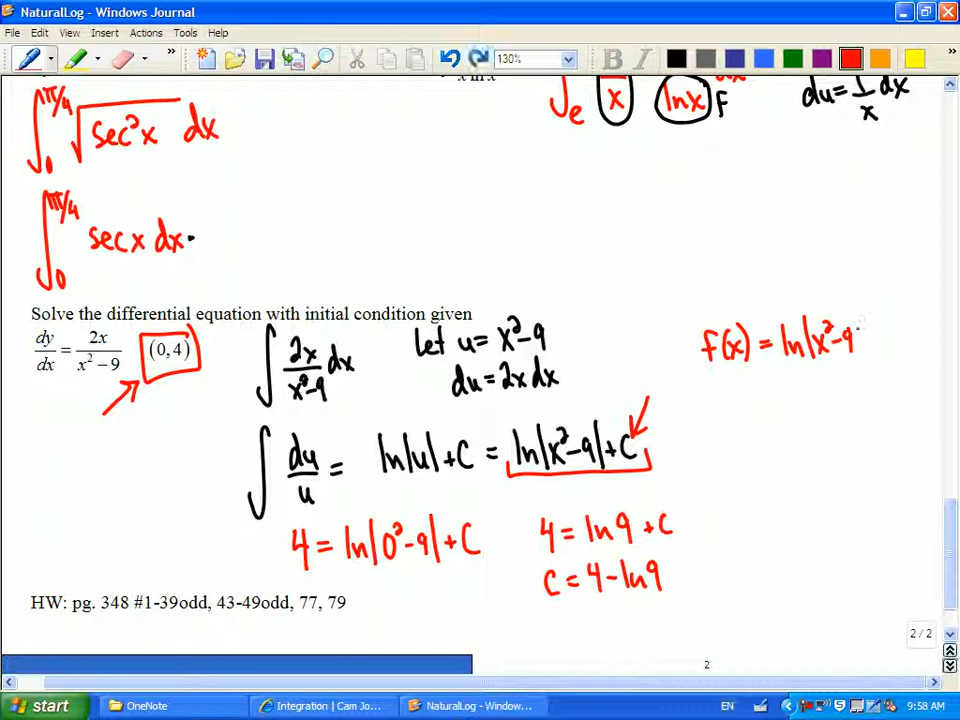 NaturalLog - Windows Journal
File Edit View Insert Actions Tools Help
130%
B I
∫₀^π/4 √sec²x dx
∫e x lnx
du = 1/x dx
∫₀^π/4 sec x dx
Solve the differential equation with initial condition given
dy/dx = 2x/(x² − 9) (0,4)
∫ 2x/(x²-9) dx Let u = x²-9
du = 2x dx
f(x) = ln|x²-9
∫ du/u = ln|u| + C = ln|x²-9| + C
4 = ln|0²-9| + C
4 = ln9 + C
C = 4-ln9
HW: pg. 348 #1-39odd, 43-49odd, 77, 79
2 / 2
2
start OneNote Integration | Cam Jo... NaturalLog - Window... EN 9:58 AM